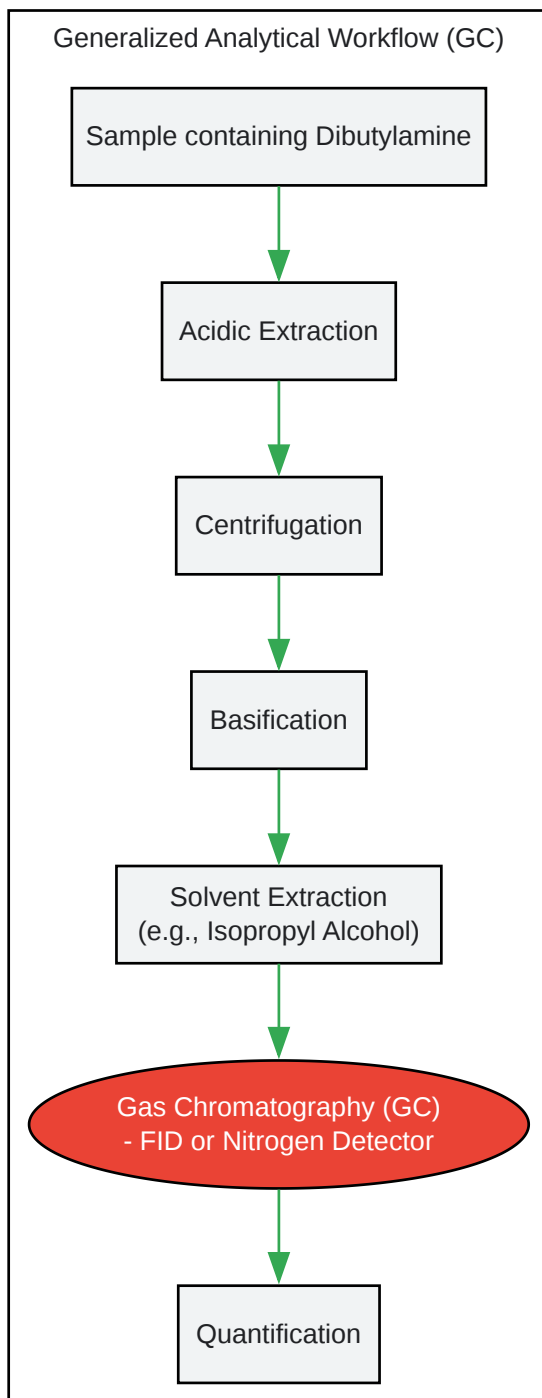 Generalized Analytical Workflow (GC)
Sample containing Dibutylamine
Acidic Extraction
Centrifugation
Basification
Solvent Extraction
(e.g., Isopropyl Alcohol)
Gas Chromatography (GC)
- FID or Nitrogen Detector
Quantification